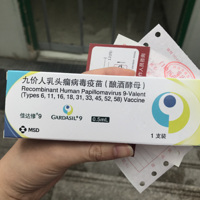 九价人乳头瘤病毒疫苗（酿酒酵母）
Recombinant Human Papillomavirus 9-Valent
(Types 6, 11, 16, 18, 31, 33, 45, 52, 58) Vaccine
佳达修®9
GARDASIL®9
0.5mL
1支装
MSD